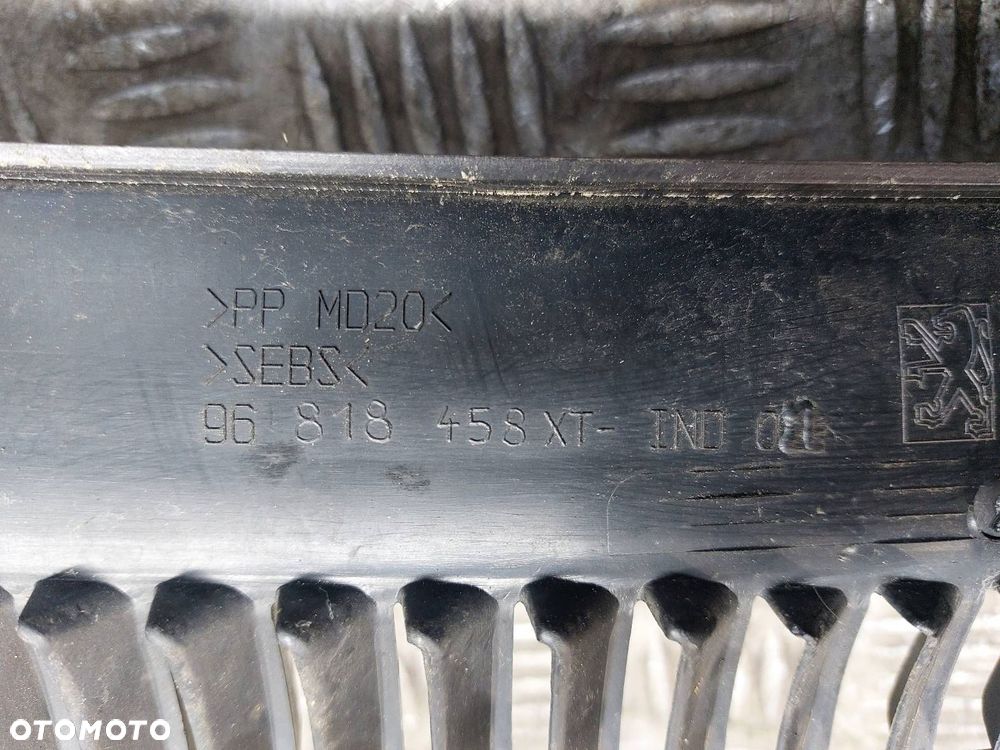 >PP MD20<
>SEBS<
96 818 458 XT- IND
OTOMOTO